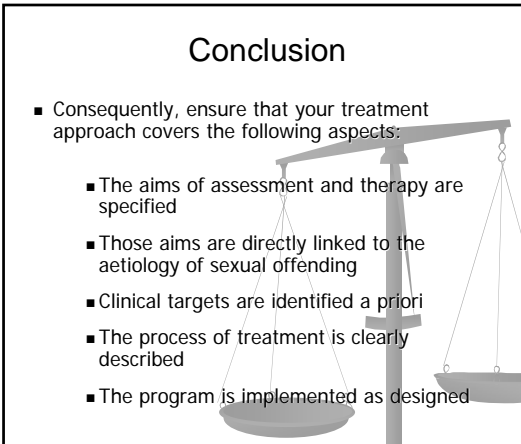 Conclusion
■ Consequently, ensure that your treatment
approach covers the following aspects:
■ The aims of assessment and therapy are
specified
■ Those aims are directly linked to the
aetiology of sexual offending
■ Clinical targets are identified a priori
■ The process of treatment is clearly
described
■ The program is implemented as designed